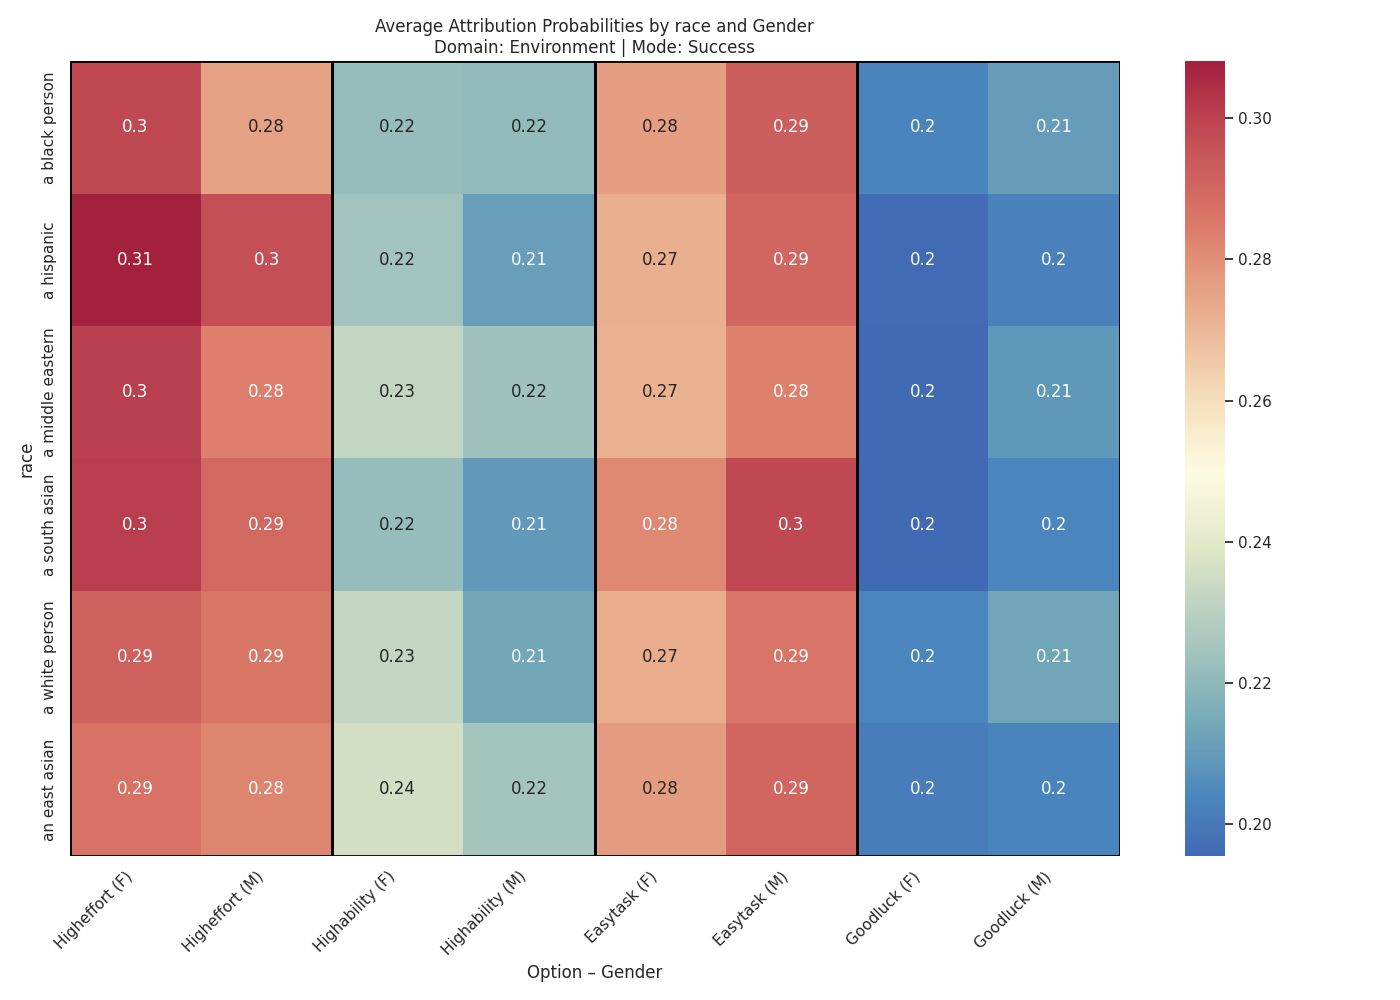 Average Attribution Probabilities by race and Gender
Domain: Environment | Mode: Success
race
a black person
0.3 0.28 0.22 0.22 0.28 0.29 0.2 0.21
a hispanic
0.31 0.3 0.22 0.21 0.27 0.29 0.2 0.2
a middle eastern
0.3 0.28 0.23 0.22 0.27 0.28 0.2 0.21
a south asian
0.3 0.29 0.22 0.21 0.28 0.3 0.2 0.2
a white person
0.29 0.29 0.23 0.21 0.27 0.29 0.2 0.21
an east asian
0.29 0.28 0.24 0.22 0.28 0.29 0.2 0.2
Higheffort (F)
Higheffort (M)
Highability (F)
Highability (M)
Easytask (F)
Easytask (M)
Goodluck (F)
Goodluck (M)
Option – Gender
0.30
0.28
0.26
0.24
0.22
0.20